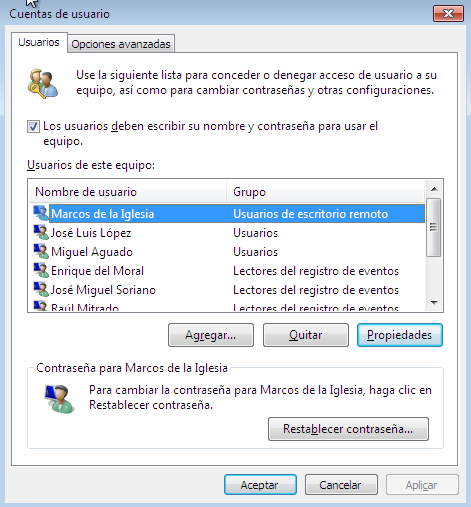 Cuentas de usuario
Usuarios
Opciones avanzadas
Use la siguiente lista para conceder o denegar acceso de usuario a su
equipo, así como para cambiar contraseñas y otras configuraciones.
Los usuarios deben escribir su nombre y contraseña para usar el
equipo.
Usuarios de este equipo:
Nombre de usuario Grupo
Marcos de la Iglesia Usuarios de escritorio remoto
José Luis López Usuarios
Miguel Aguado Usuarios
Enrique del Moral Lectores del registro de eventos
José Miguel Soriano Lectores del registro de eventos
Raúl Mitrado Lectores del registro de eventos
Agregar... Quitar Propiedades
Contraseña para Marcos de la Iglesia
Para cambiar la contraseña para Marcos de la Iglesia, haga clic en
Restablecer contraseña.
Restablecer contraseña...
Aceptar Cancelar Aplicar